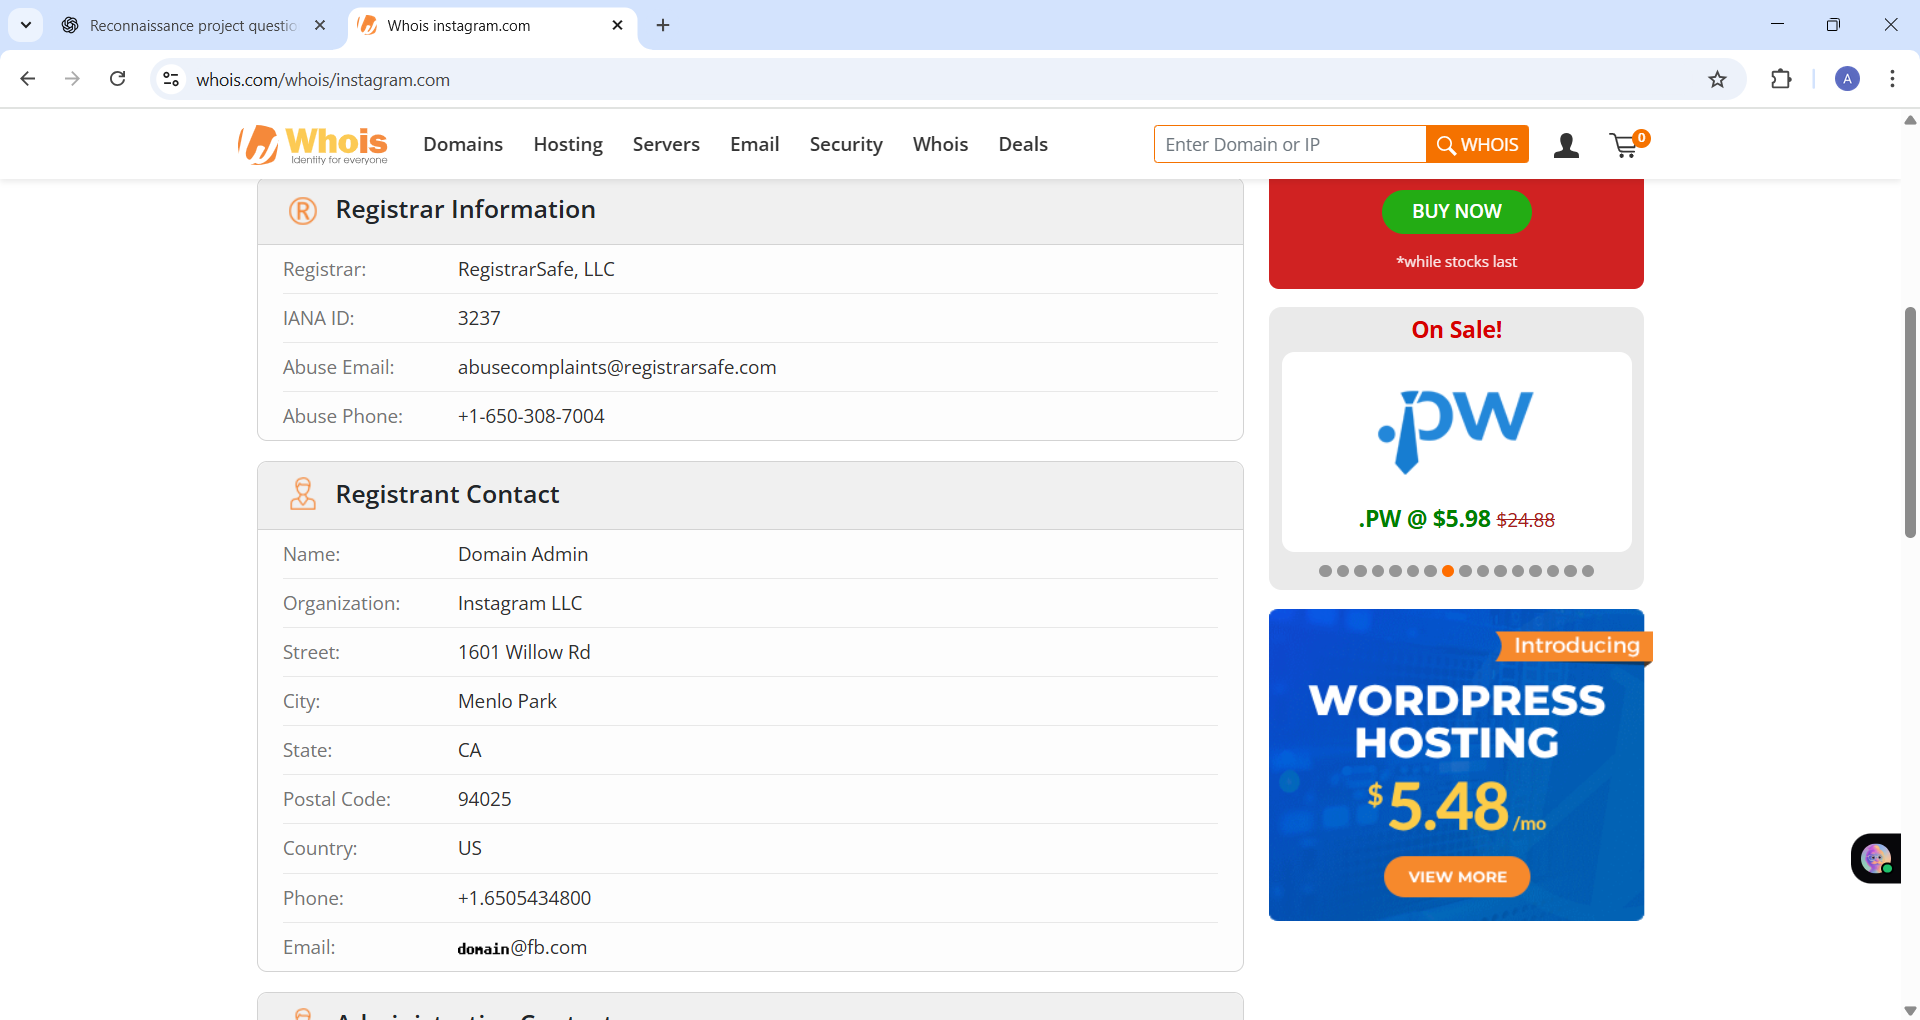 Reconnaissance project questio
Whois instagram.com
whois.com/whois/instagram.com
A
Whois
Identity for everyone
Domains
Hosting
Servers
Email
Security
Whois
Deals
Enter Domain or IP
WHOIS
0
Registrar Information
Registrar: RegistrarSafe, LLC
IANA ID: 3237
Abuse Email: abusecomplaints@registrarsafe.com
Abuse Phone: +1-650-308-7004
Registrant Contact
Name: Domain Admin
Organization: Instagram LLC
Street: 1601 Willow Rd
City: Menlo Park
State: CA
Postal Code: 94025
Country: US
Phone: +1.6505434800
Email: domain@fb.com
BUY NOW
*while stocks last
On Sale!
.pw
.PW @ $5.98 $24.88
Introducing
WORDPRESS
HOSTING
$5.48/mo
VIEW MORE